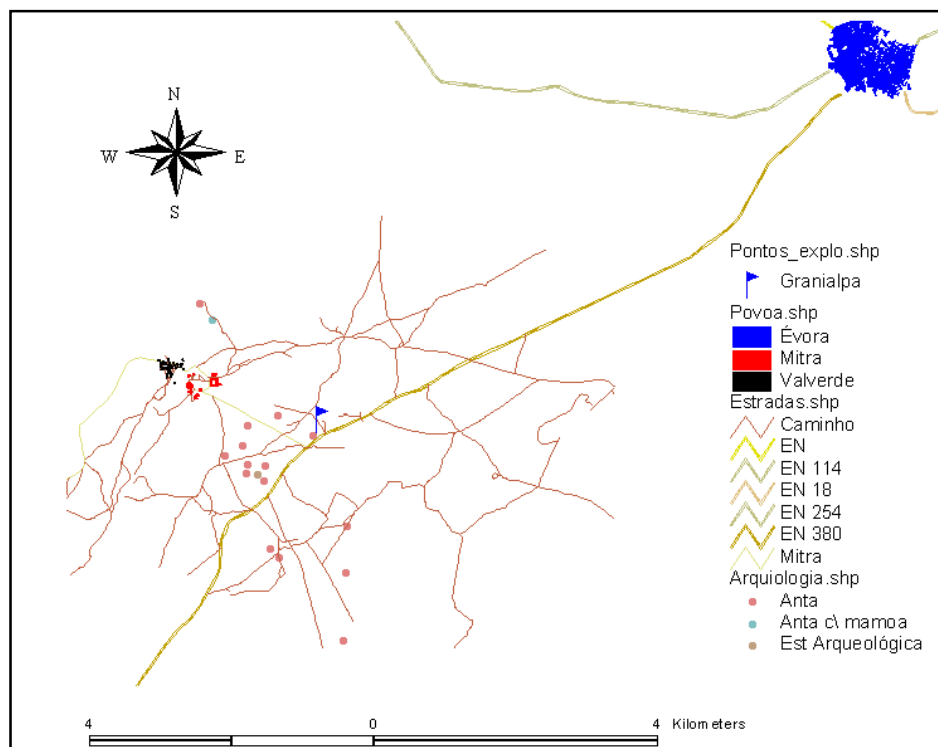 N
W E
S
Pontos_explo.shp
Granialpa
Povoa.shp
Évora
Mitra
Valverde
Estradas.shp
Caminho
EN
EN 114
EN 18
EN 254
EN 380
Mitra
Arquiologia.shp
Anta
Anta c\ mamoa
Est Arqueológica
4 0 4 Kilometers